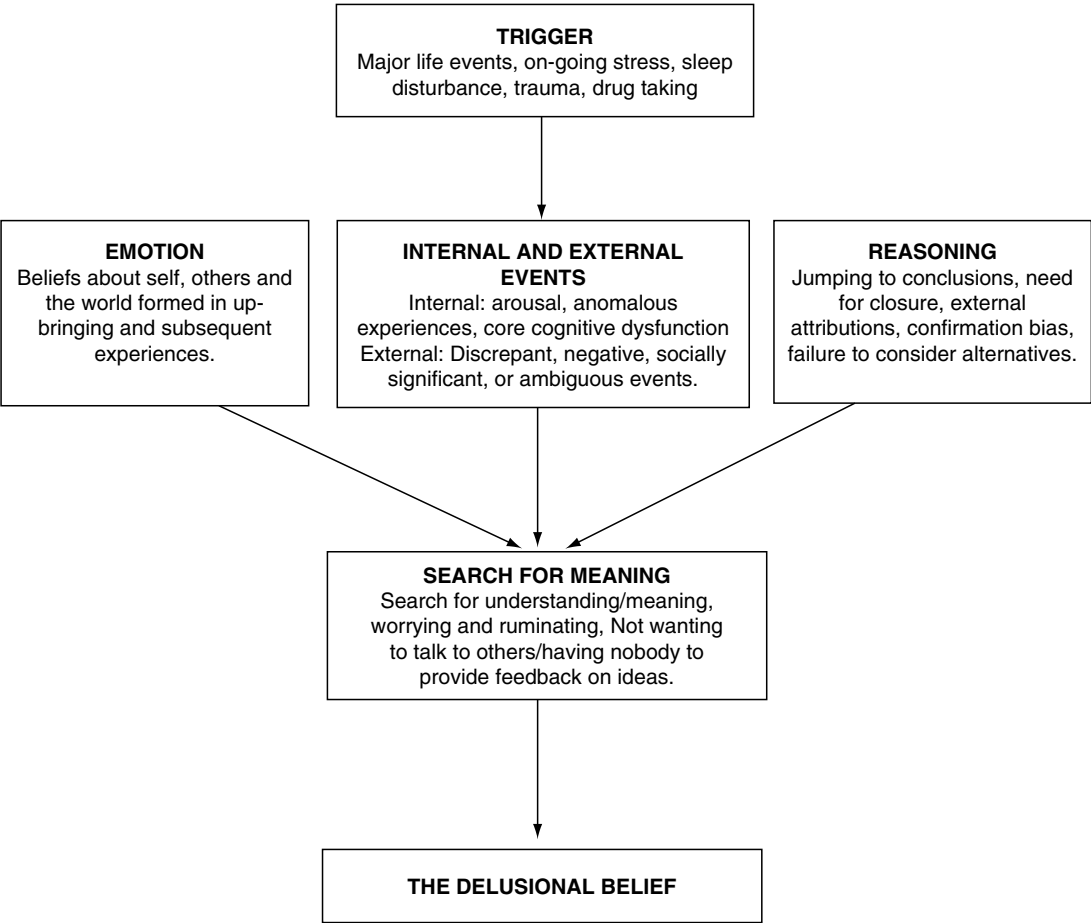 TRIGGER
Major life events, on-going stress, sleep
disturbance, trauma, drug taking
EMOTION
Beliefs about self, others and
the world formed in up-
bringing and subsequent
experiences.
INTERNAL AND EXTERNAL
EVENTS
Internal: arousal, anomalous
experiences, core cognitive dysfunction
External: Discrepant, negative, socially
significant, or ambiguous events.
REASONING
Jumping to conclusions, need
for closure, external
attributions, confirmation bias,
failure to consider alternatives.
SEARCH FOR MEANING
Search for understanding/meaning,
worrying and ruminating, Not wanting
to talk to others/having nobody to
provide feedback on ideas.
THE DELUSIONAL BELIEF